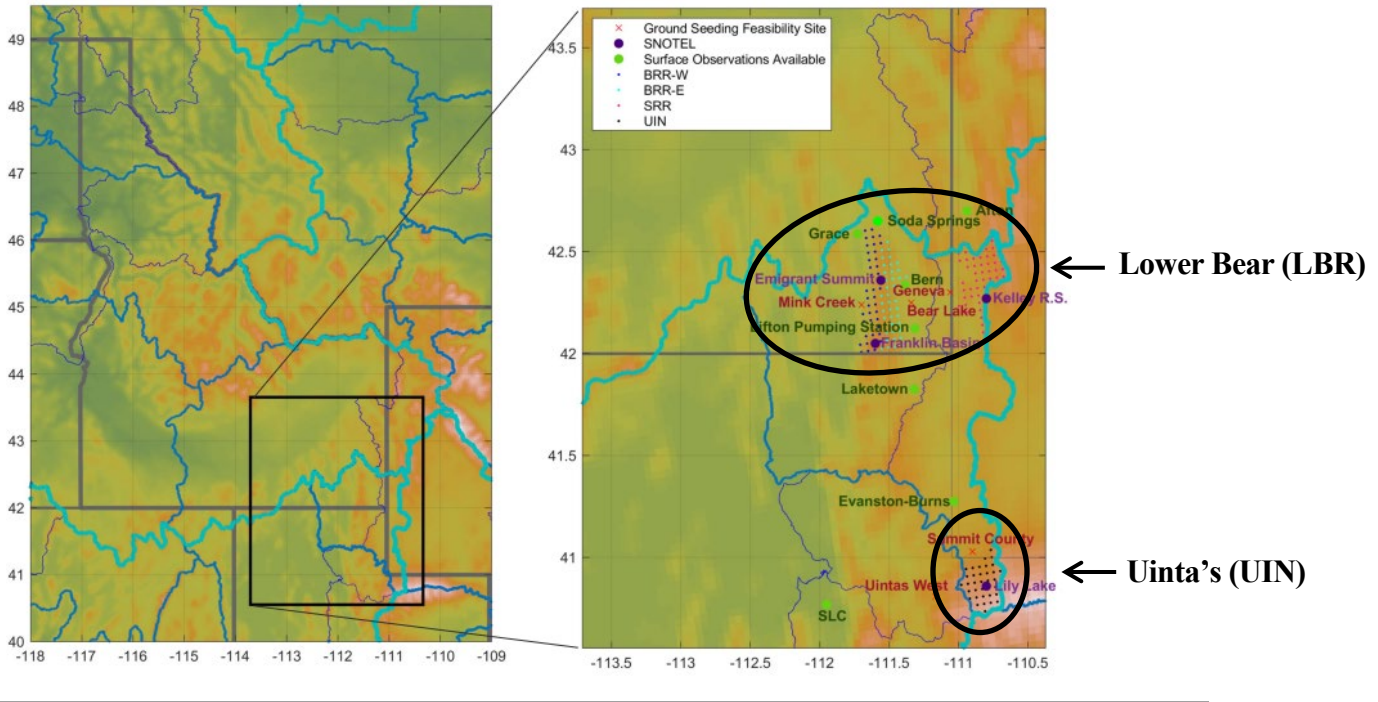 49
48
47
46
45
44
43
42
41
40
-118 -117 -116 -115 -114 -113 -112 -111 -110 -109
Ground Seeding Feasibility Site
SNOTEL
Surface Observations Available
BRR-W
BRR-E
SRR
UIN
43.5
43
42.5
42
41.5
41
-113.5 -113 -112.5 -112 -111.5 -111 -110.5
Afton
Soda Springs
Grace
Emigrant Summit
Bern
Geneva
Mink Creek
Kelley R.S.
Bear Lake
Lifton Pumping Station
Franklin Basin
Laketown
Evanston-Burns
Summit County
Uintas West
Lily Lake
SLC
Lower Bear (LBR)
Uinta's (UIN)